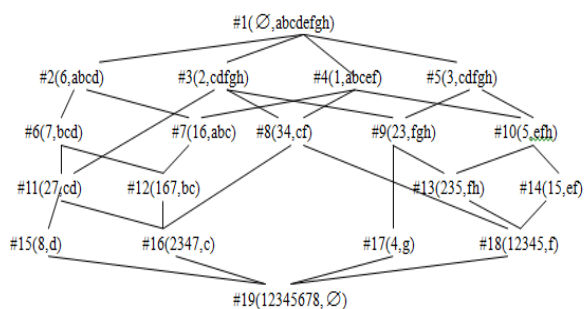 #1(∅,abcdefgh)
#2(6,abcd) #3(2,cdfgh) #4(1,abcef) #5(3,cdfgh)
#6(7,bcd) #7(16,abc) #8(34,cf) #9(23,fgh) #10(5,efh)
#11(27,cd) #12(167,bc) #13(235,fh) #14(15,ef)
#15(8,d) #16(2347,c) #17(4,g) #18(12345,f)
#19(12345678,∅)